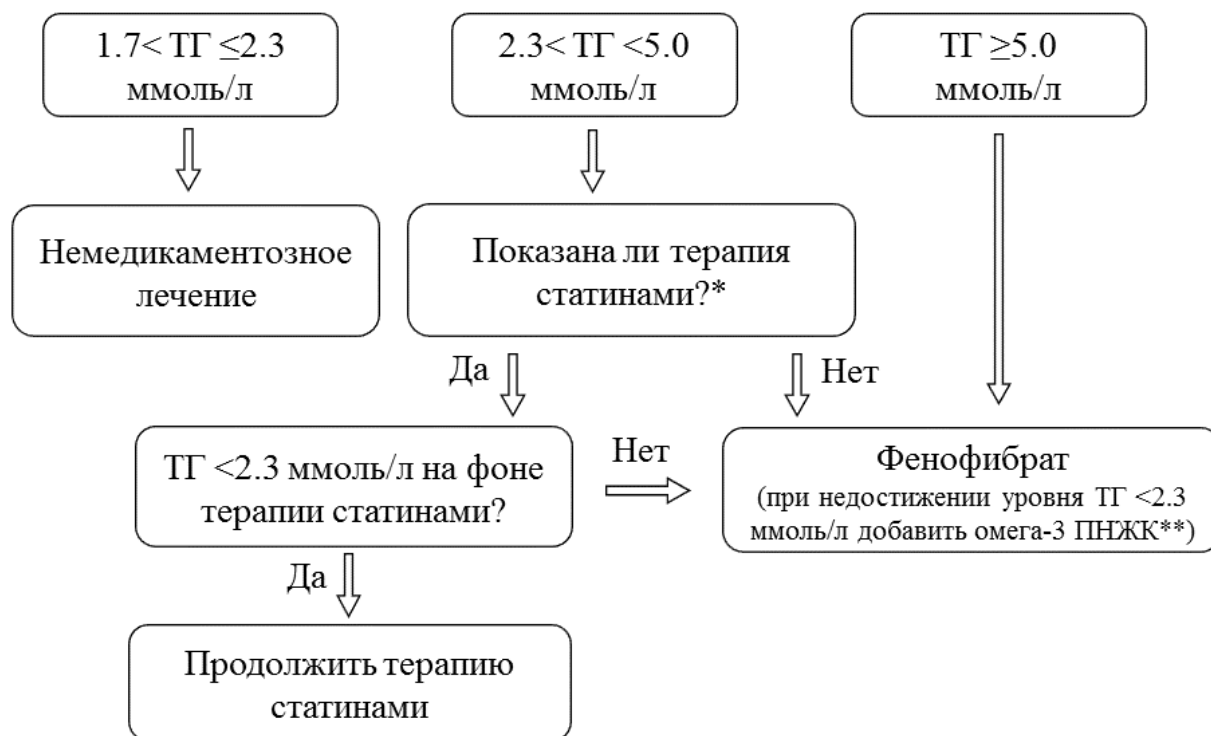 1.7< ТГ ≤2.3
ммоль/л
2.3< ТГ <5.0
ммоль/л
ТГ ≥5.0
ммоль/л
Немедикаментозное
лечение
Показана ли терапия
статинами?*
Да
Нет
ТГ <2.3 ммоль/л на фоне
терапии статинами?
Нет
Фенофибрат
(при недостижении уровня ТГ <2.3
ммоль/л добавить омега-3 ПНЖК**)
Да
Продолжить терапию
статинами